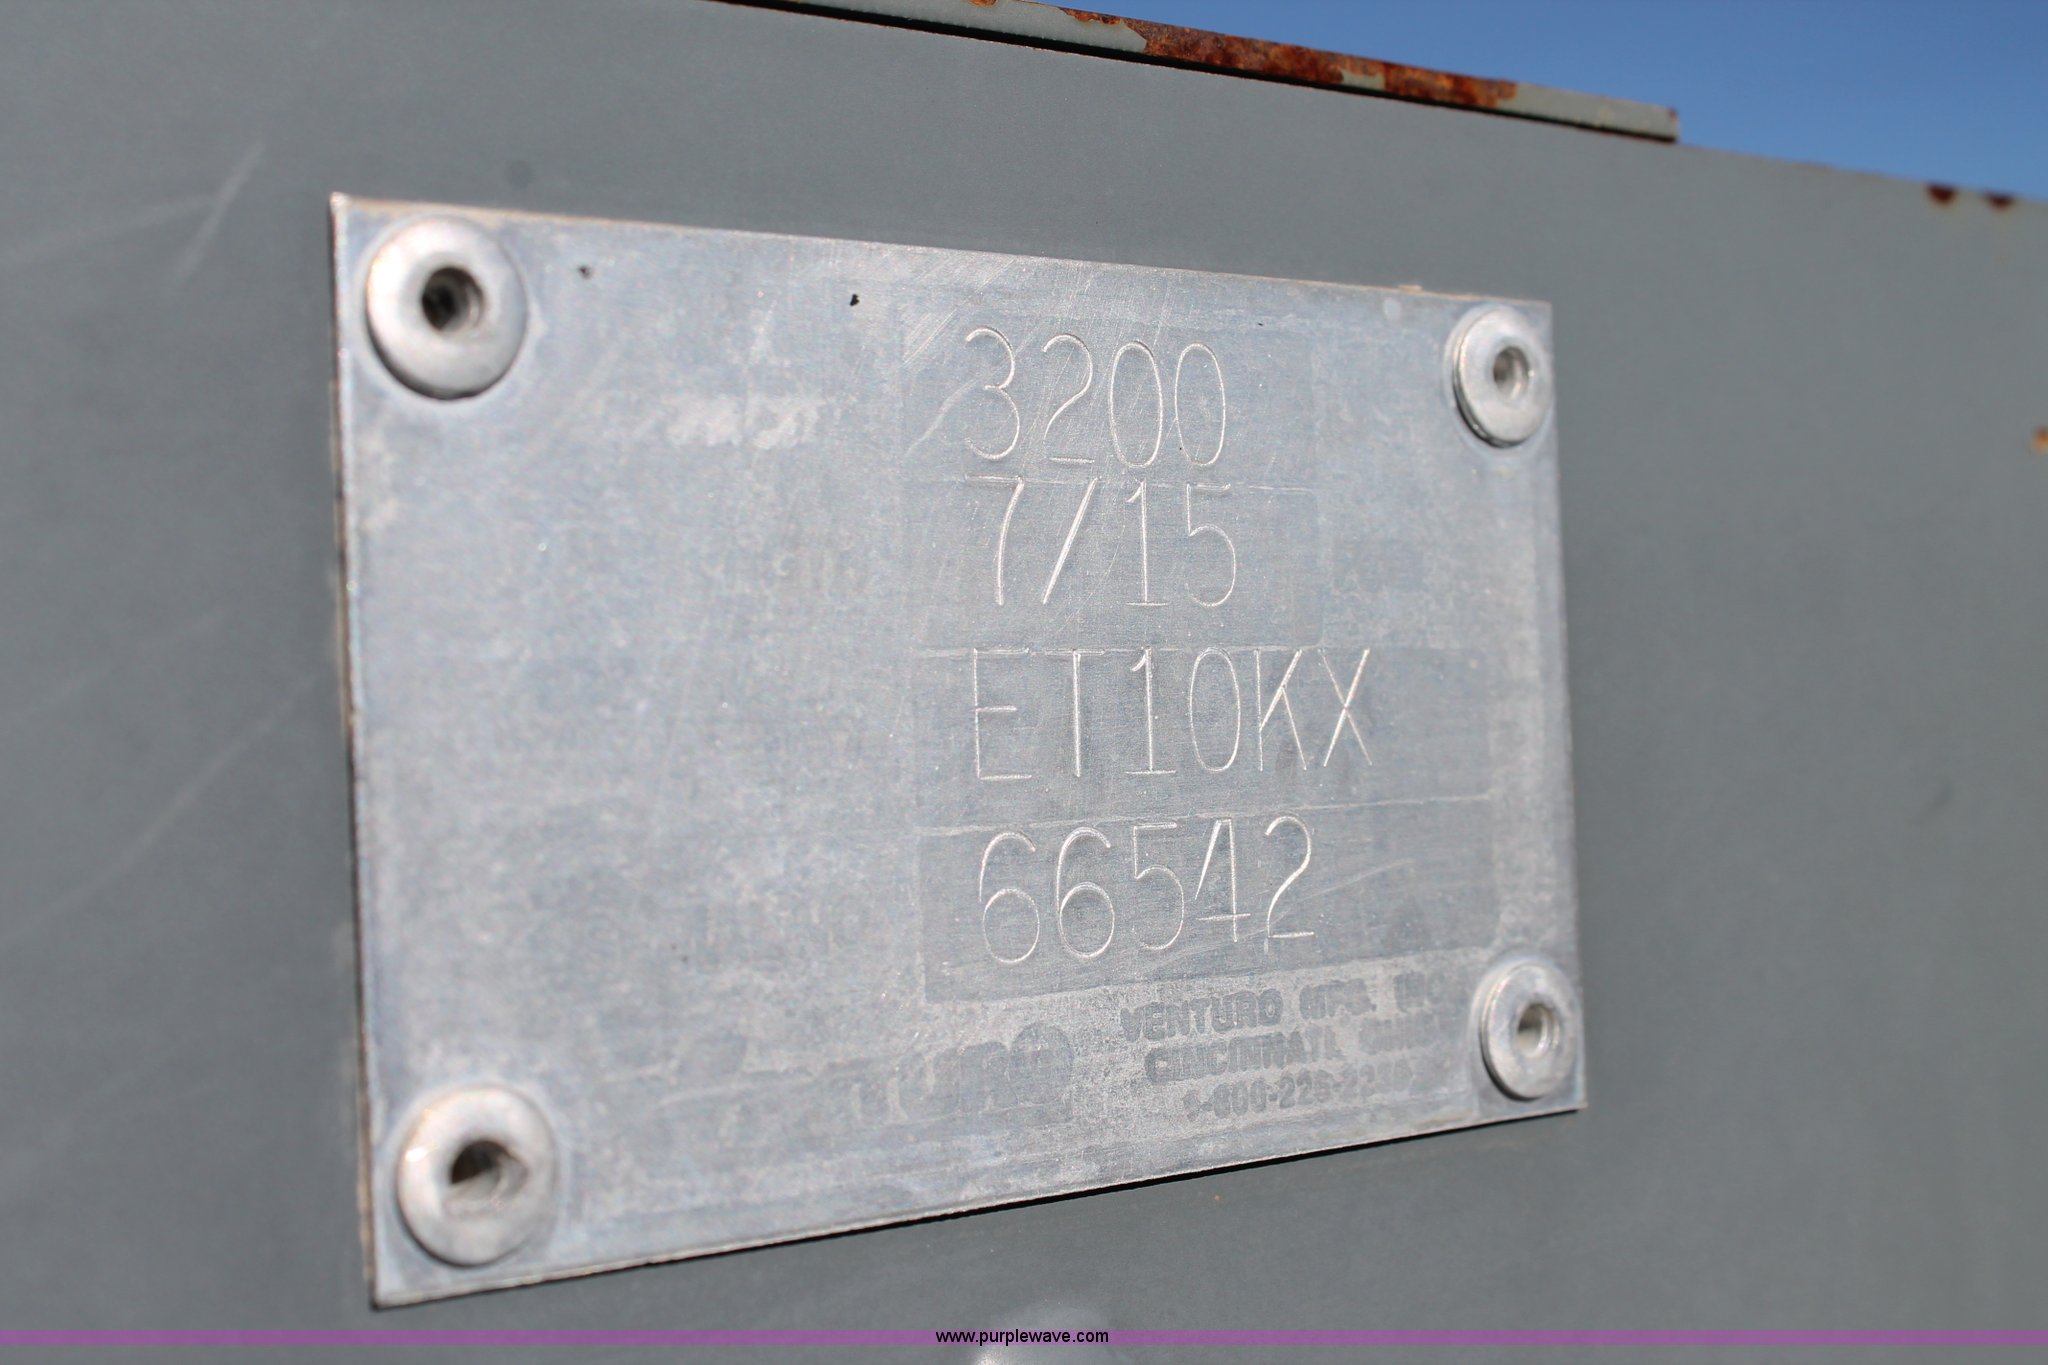 3200
7/15
ET10KX
66542
VENTURO MFG. INC
CINCINNATI, OHIO
www.purplewave.com